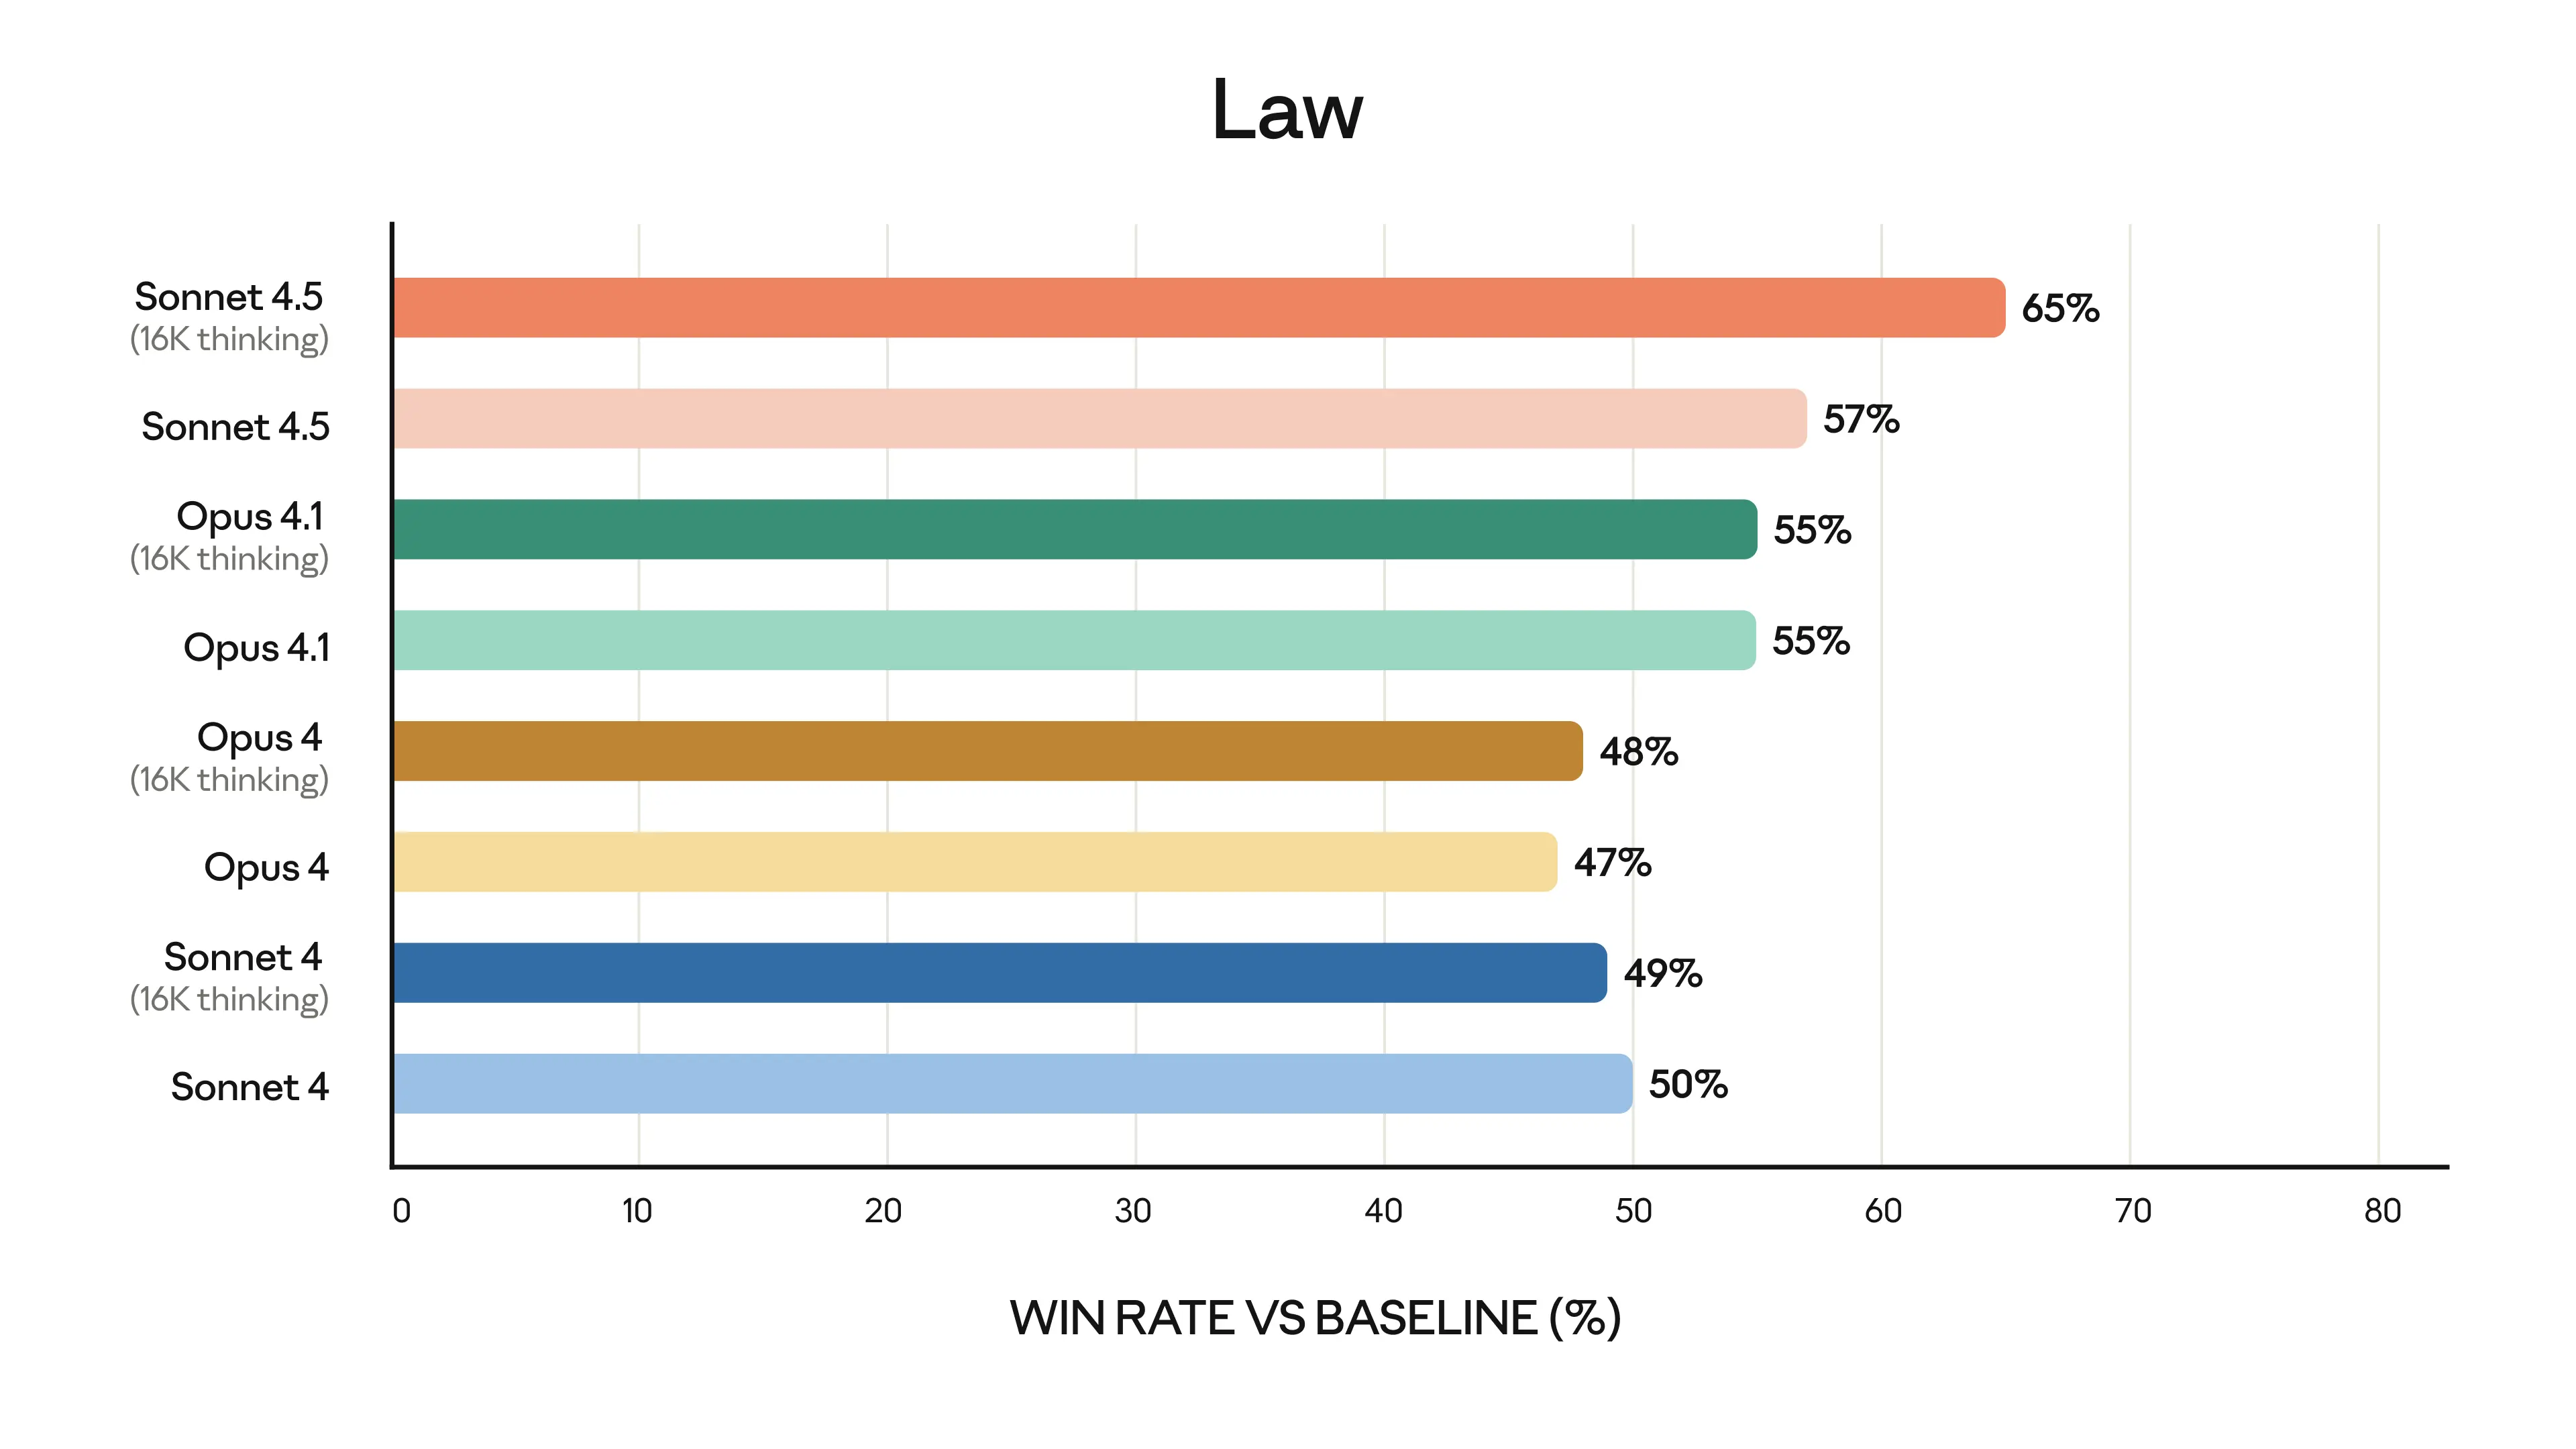 Law
Sonnet 4.5
(16K thinking)
65%
Sonnet 4.5
57%
Opus 4.1
(16K thinking)
55%
Opus 4.1
55%
Opus 4
(16K thinking)
48%
Opus 4
47%
Sonnet 4
(16K thinking)
49%
Sonnet 4
50%
0 10 20 30 40 50 60 70 80
WIN RATE VS BASELINE (%)